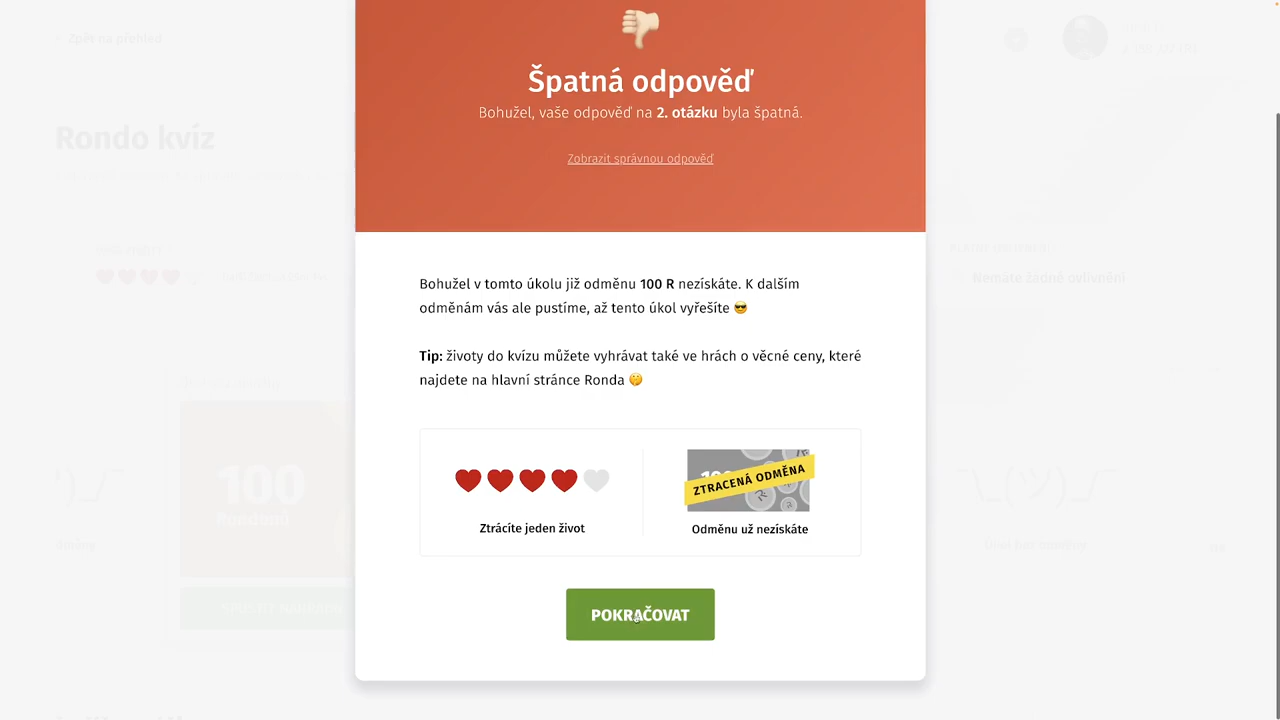 Zpět na přehled
Rondo kvíz
Špatná odpověď
Bohužel, vaše odpověď na 2. otázku byla špatná.
Zobrazit správnou odpověď
Nemáte žádné ovlivnění
Bohužel v tomto úkolu již odměnu 100 R nezískáte. K dalším
odměnám vás ale pustíme, až tento úkol vyřešíte 😎
Tip: životy do kvízu můžete vyhrávat také ve hrách o věcné ceny, které
najdete na hlavní stránce Ronda 🤫
100
Rondonů
¯\_(ツ)_/¯
ZTRACENÁ ODMĚNA
Ztrácíte jeden život
Odměnu už nezískáte
POKRAČOVAT